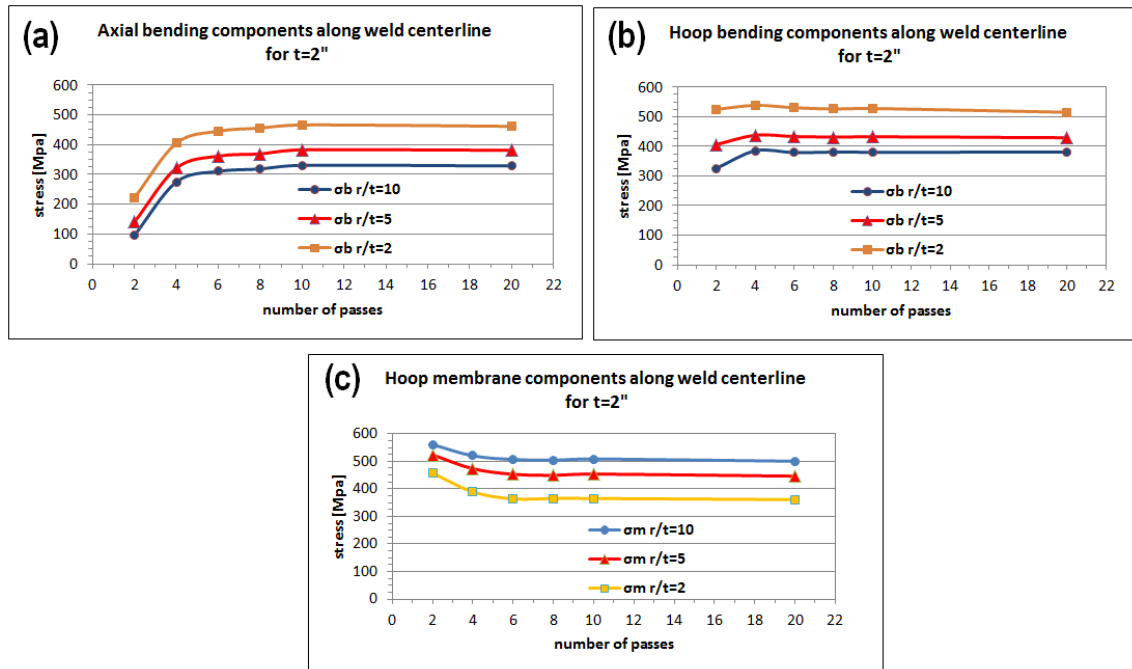 (a)
Axial bending components along weld centerline
for t=2"
600
500
400
300
200
100
0
stress [Mpa]
σb r/t=10
σb r/t=5
σb r/t=2
0 2 4 6 8 10 12 14 16 18 20 22
number of passes
(b)
Hoop bending components along weld centerline
for t=2"
600
500
400
300
200
100
0
stress [Mpa]
σb r/t=10
σb r/t=5
σb r/t=2
0 2 4 6 8 10 12 14 16 18 20 22
number of passes
(c)
Hoop membrane components along weld centerline
for t=2"
600
500
400
300
200
100
0
stress [Mpa]
σm r/t=10
σm r/t=5
σm r/t=2
0 2 4 6 8 10 12 14 16 18 20 22
number of passes